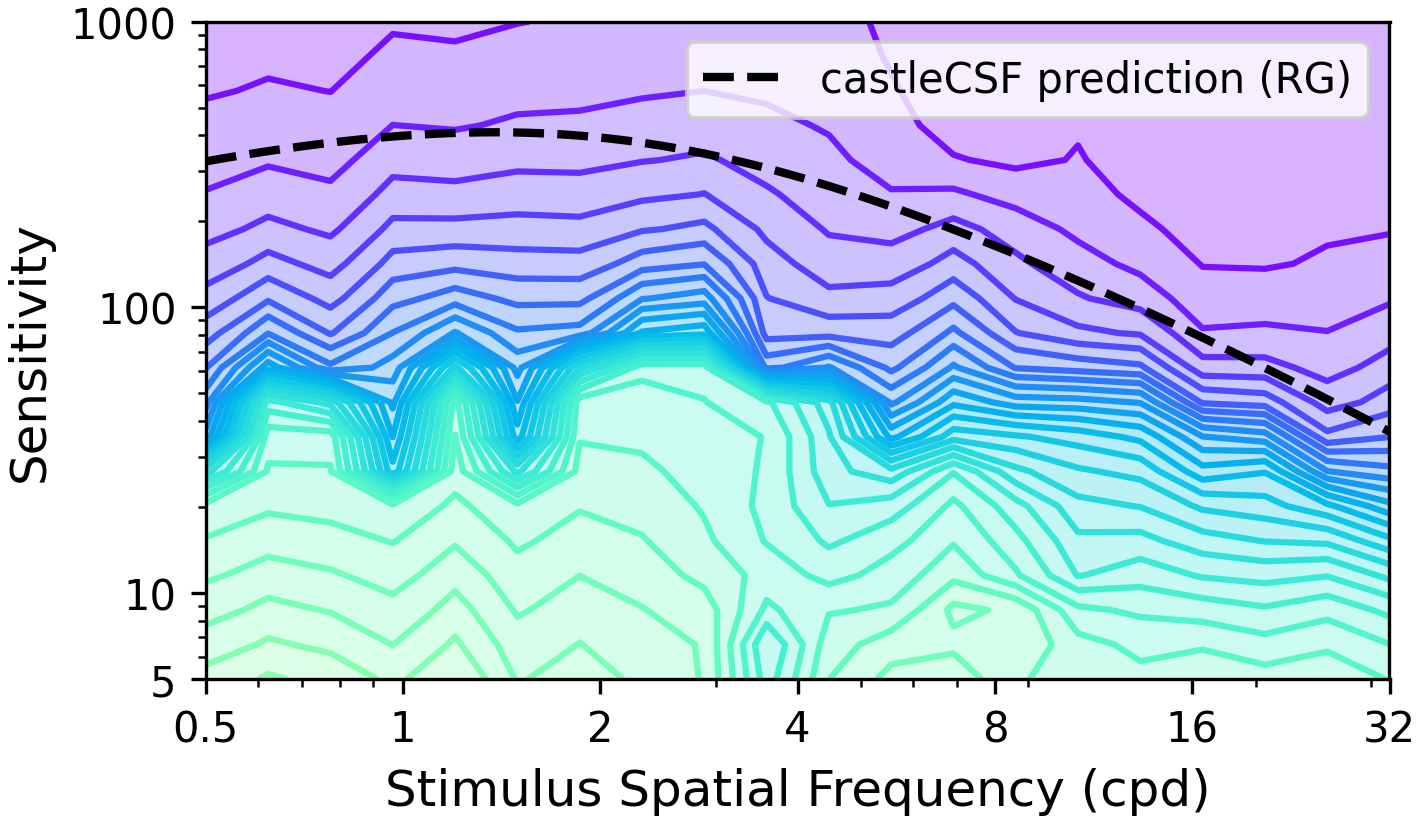 1000
castleCSF prediction (RG)
100
10
5
Sensitivity
0.5 1 2 4 8 16 32
Stimulus Spatial Frequency (cpd)